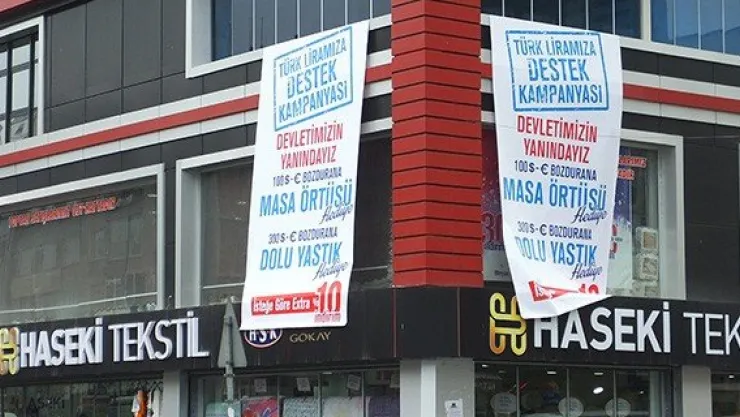 TÜRK LİRAMIZA
DESTEK
KAMPANYASI
DEVLETİMİZİN
YANINDAYIZ
100$-€ BOZDURANA
MASA ÖRTÜSÜ
Hediye
300$-€ BOZDURANA
DOLU YASTIK
Hediye
İsteğe Göre Extra %10
indirim
TÜRK LİRAMIZA
DESTEK
KAMPANYASI
DEVLETİMİZİN
YANINDAYIZ
100$-€ BOZDURANA
MASA ÖRTÜSÜ
Hediye
300$-€ BOZDURANA
DOLU YASTIK
Hediye
HASEKİ TEKSTİL
HSK
GOKAY
HASEKİ TEK